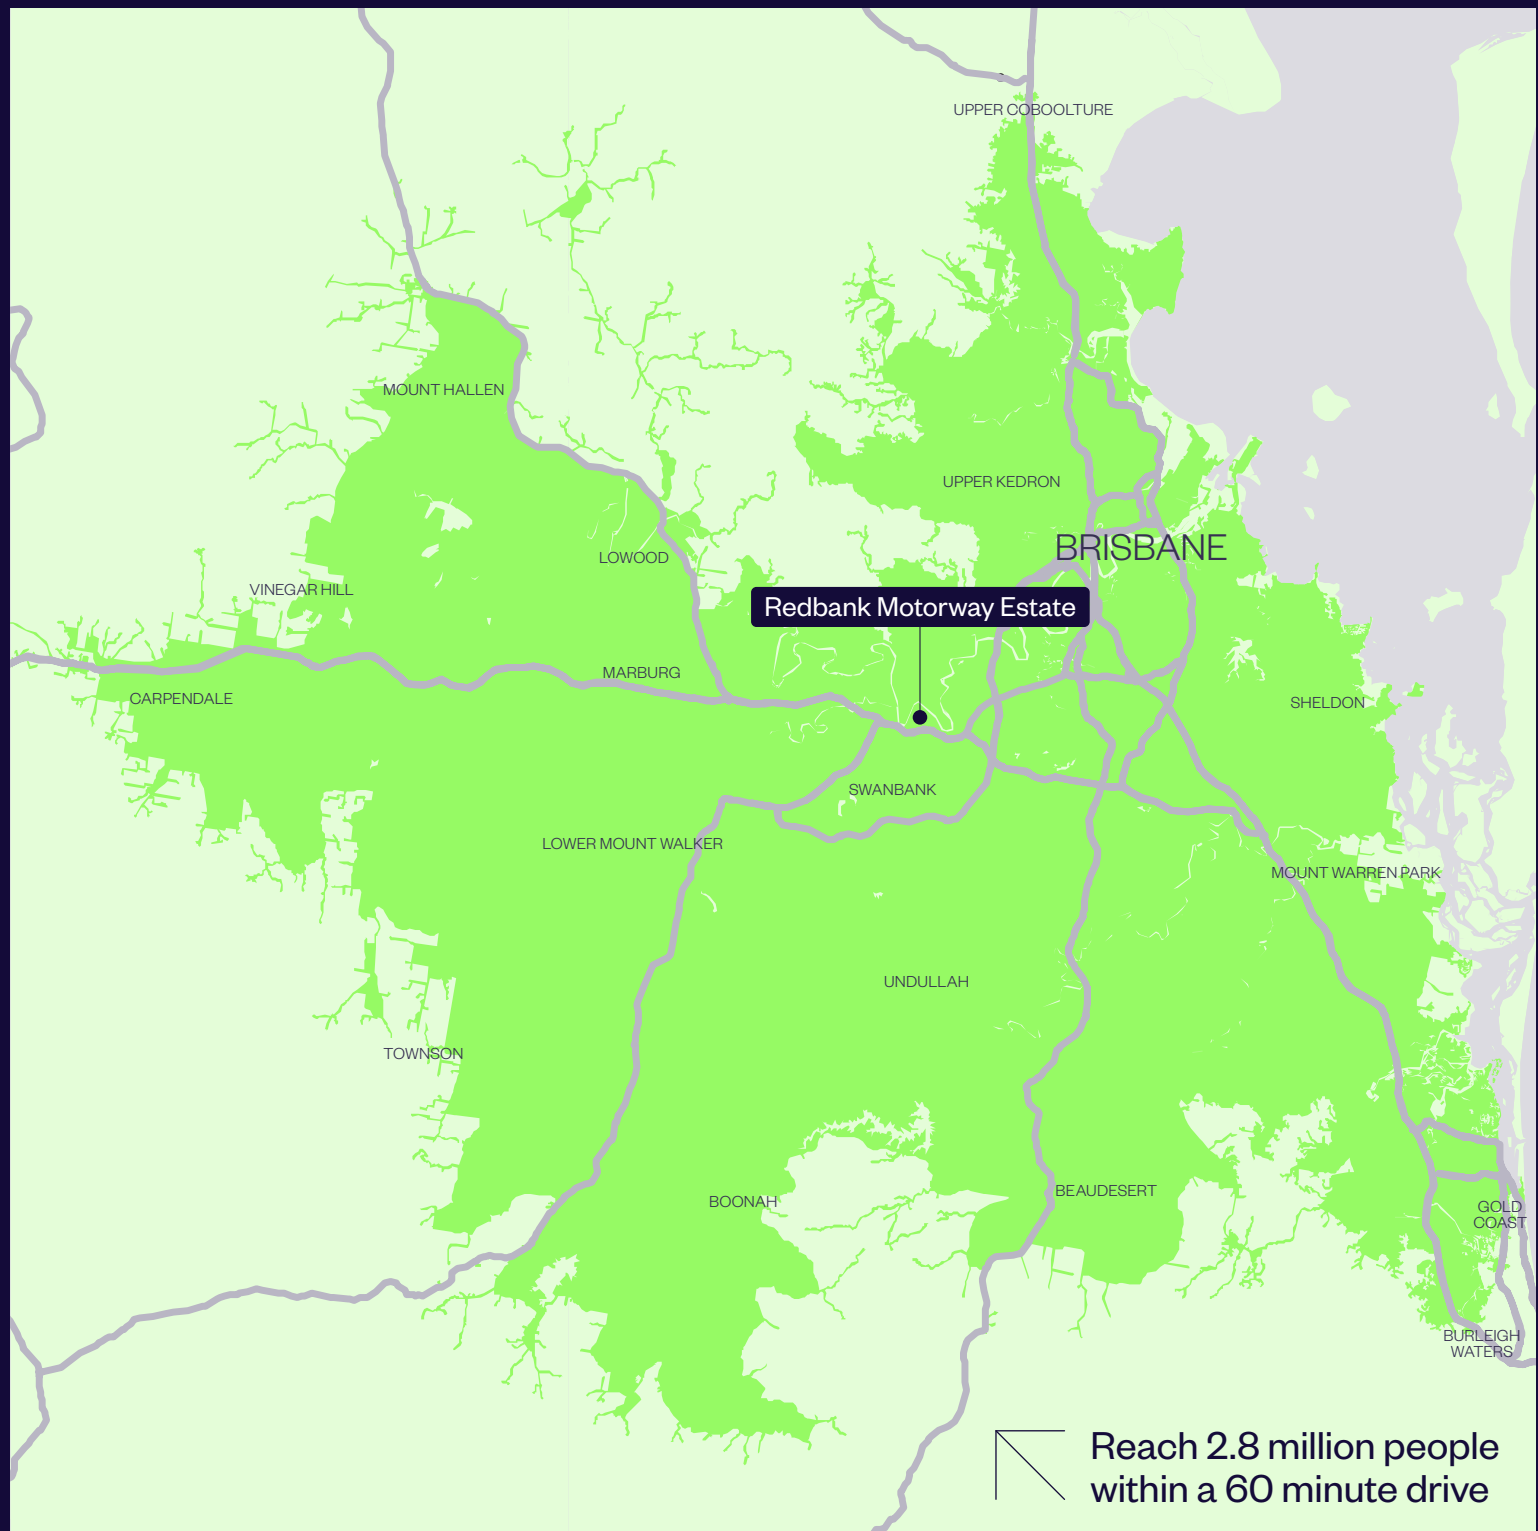 UPPER COBOOLTURE
MOUNT HALLEN
UPPER KEDRON
BRISBANE
LOWOOD
VINEGAR HILL
Redbank Motorway Estate
MARBURG
CARPENDALE
SHELDON
SWANBANK
LOWER MOUNT WALKER
MOUNT WARREN PARK
UNDULLAH
TOWNSON
BEAUDESERT
BOONAH
GOLD
COAST
BURLEIGH
WATERS
Reach 2.8 million people
within a 60 minute drive